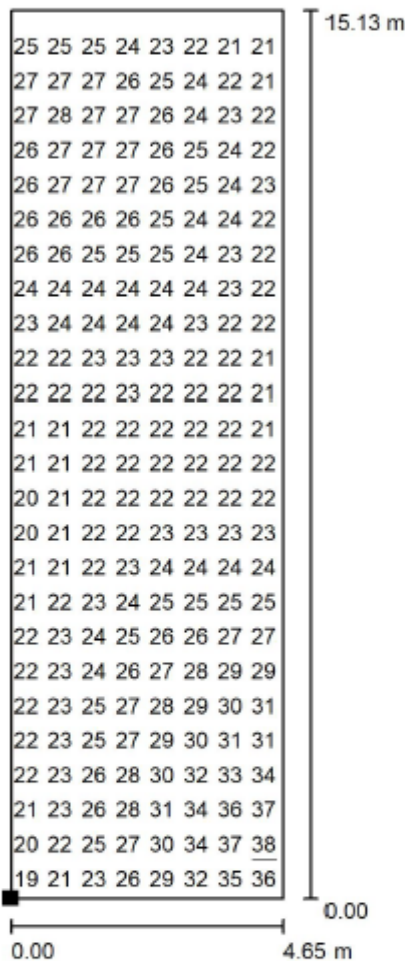 15.13 m
25 25 25 24 23 22 21 21
27 27 27 26 25 24 22 21
27 28 27 27 26 24 23 22
26 27 27 27 26 25 24 22
26 27 27 27 26 25 24 23
26 26 26 26 25 24 24 22
26 26 25 25 25 24 23 22
24 24 24 24 24 24 23 22
23 24 24 24 24 23 22 22
22 22 23 23 23 22 22 21
22 22 22 23 22 22 22 21
21 21 22 22 22 22 22 21
21 21 22 22 22 22 22 22
20 21 22 22 22 22 22 22
20 21 22 22 23 23 23 23
21 21 22 23 24 24 24 24
21 22 23 24 25 25 25 25
22 23 24 25 26 26 27 27
22 23 24 26 27 28 29 29
22 23 25 27 28 29 30 31
22 23 25 27 29 30 31 31
22 23 26 28 30 32 33 34
21 23 26 28 31 34 36 37
20 22 25 27 30 34 37 38
19 21 23 26 29 32 35 36
0.00
0.00 4.65 m